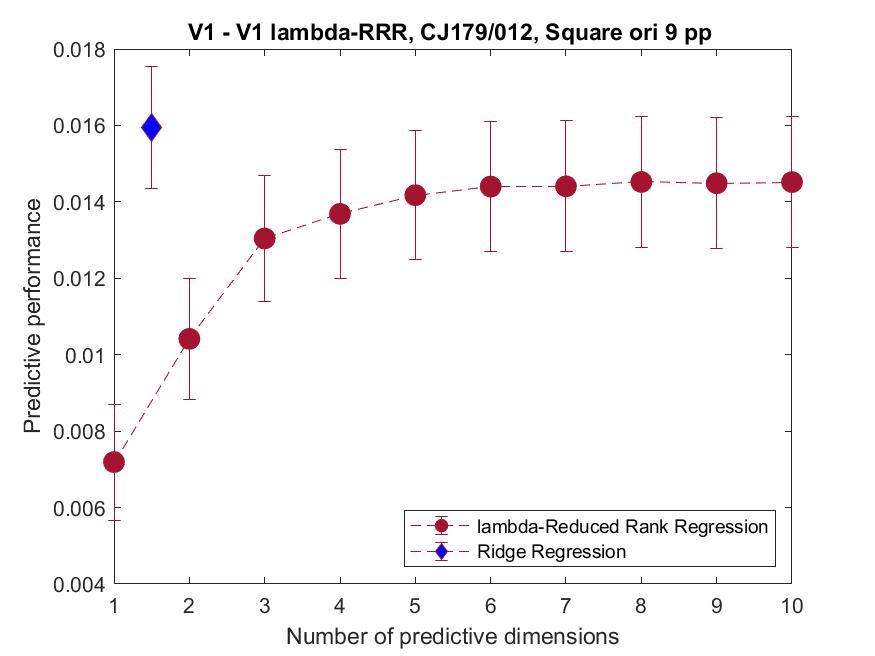 V1 - V1 lambda-RRR, CJ179/012, Square ori 9 pp
0.018
0.016
0.014
0.012
0.01
0.008
0.006
0.004
Predictive performance
lambda-Reduced Rank Regression
Ridge Regression
1 2 3 4 5 6 7 8 9 10
Number of predictive dimensions